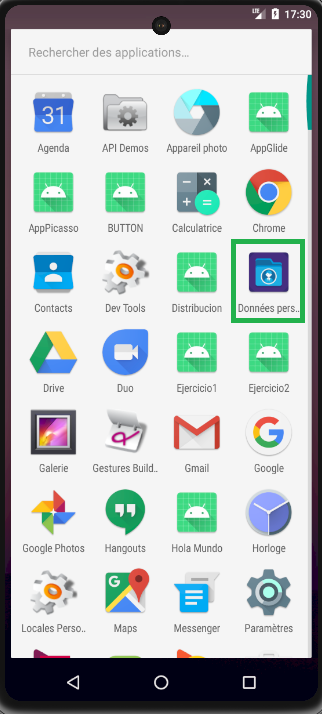 LTE 17:30
Rechercher des applications...
31
Agenda API Demos Appareil photo AppGlide
AppPicasso BUTTON Calculatrice Chrome
Contacts Dev Tools Distribucion Données pers..
Drive Duo Ejercicio1 Ejercicio2
G
Galerie Gestures Build.. Gmail Google
Google Photos Hangouts Hola Mundo Horloge
G
Locales Perso.. Maps Messenger Paramètres